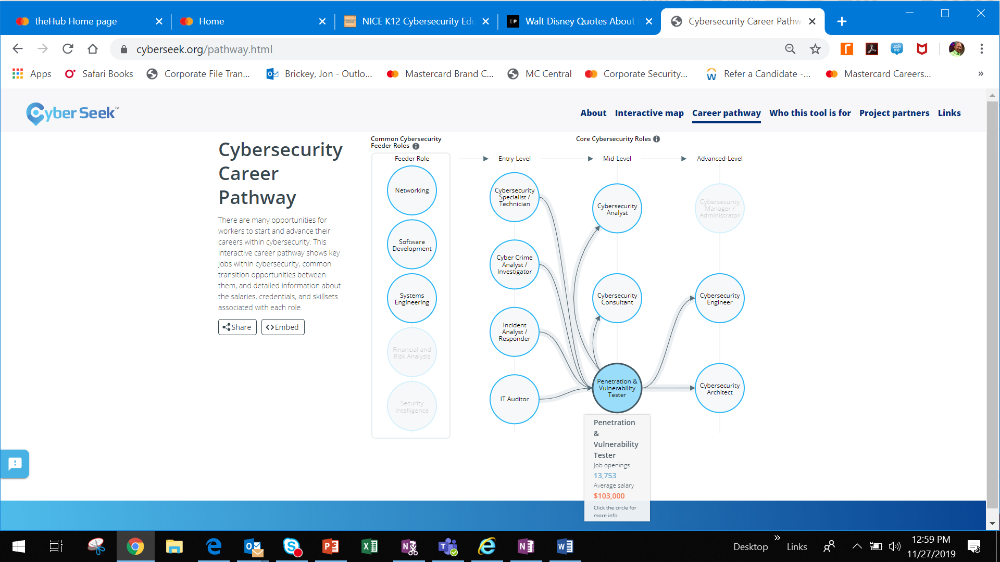 theHub Home page
Home
NICE K12 Cybersecurity Edu
Walt Disney Quotes About
Cybersecurity Career Pathw
cyberseek.org/pathway.html
Apps
Safari Books
Corporate File Tran...
Brickey, Jon - Outlo...
Mastercard Brand C...
MC Central
Corporate Security...
Refer a Candidate -...
Mastercard Careers...
»
Cyber Seek™
About
Interactive map
Career pathway
Who this tool is for
Project partners
Links
Cybersecurity
Career
Pathway
There are many opportunities for
workers to start and advance their
careers within cybersecurity. This
interactive career pathway shows key
jobs within cybersecurity, common
transition opportunities between
them, and detailed information about
the salaries, credentials, and skillsets
associated with each role.
Share
Embed
Common Cybersecurity
Feeder Roles
Core Cybersecurity Roles
Feeder Role
Entry-Level
Mid-Level
Advanced-Level
Networking
Software
Development
Systems
Engineering
Financial and
Risk Analysis
Security
Intelligence
Cybersecurity
Specialist /
Technician
Cyber Crime
Analyst /
Investigator
Incident
Analyst /
Responder
IT Auditor
Cybersecurity
Analyst
Cybersecurity
Consultant
Penetration &
Vulnerability
Tester
Cybersecurity
Manager /
Administrator
Cybersecurity
Engineer
Cybersecurity
Architect
Penetration
&
Vulnerability
Tester
Job openings
13,753
Average salary
$103,000
Click the circle for
more info
Desktop
»
Links
12:59 PM
11/27/2019